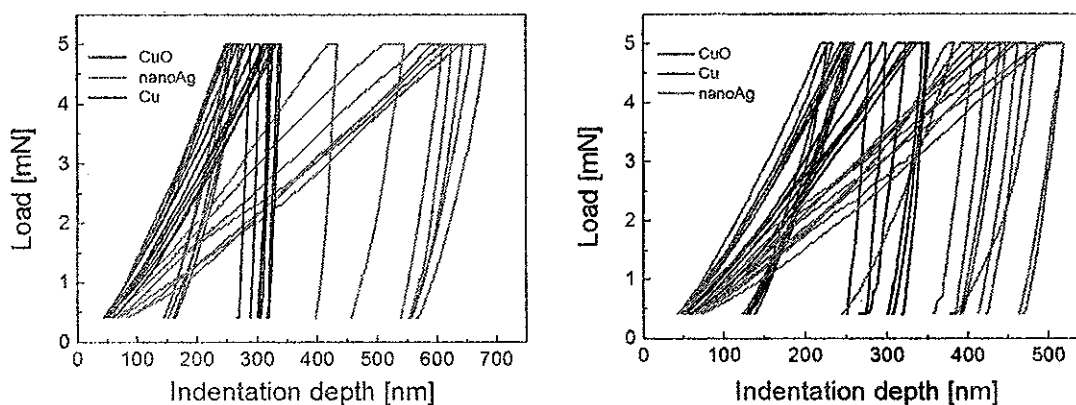 5
4
3
2
1
0
Load [mN]
CuO
nanoAg
Cu
0 100 200 300 400 500 600 700
Indentation depth [nm]
5
4
3
2
1
0
Load [mN]
CuO
Cu
nanoAg
0 100 200 300 400 500
Indentation depth [nm]